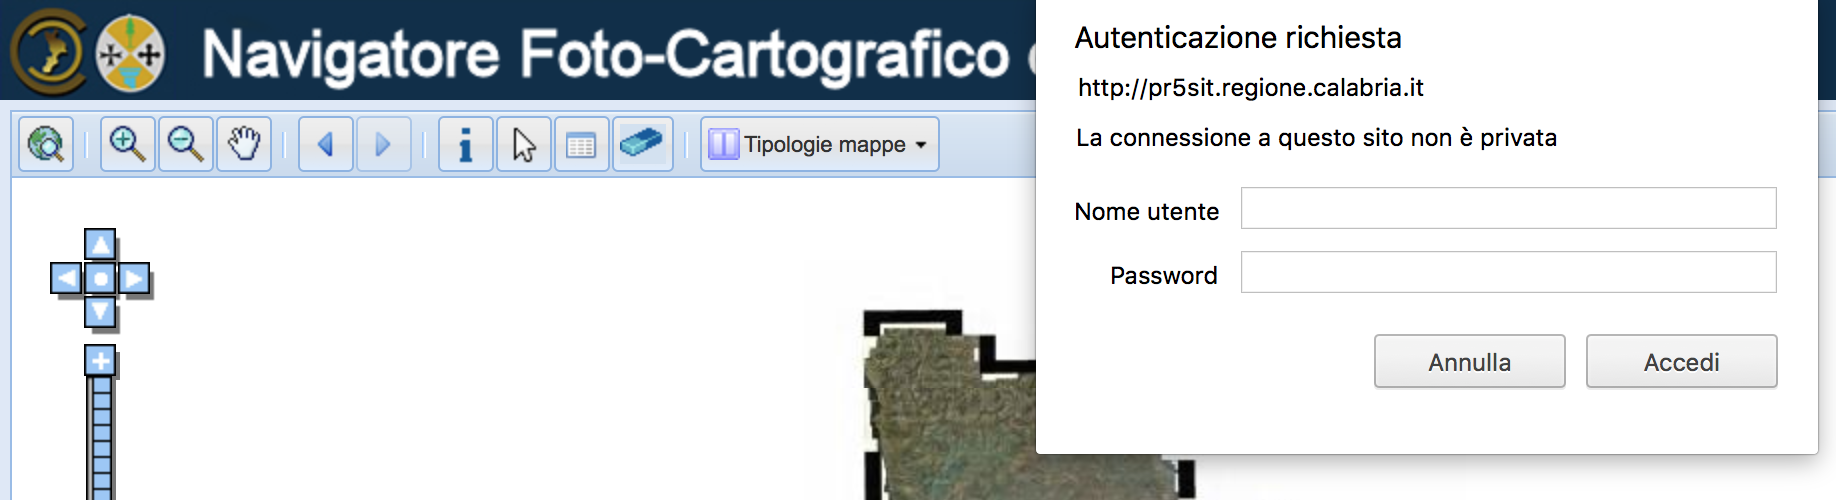 Navigatore Foto-Cartografico
Tipologie mappe
Autenticazione richiesta
http://pr5sit.regione.calabria.it
La connessione a questo sito non è privata
Nome utente
Password
Annulla
Accedi